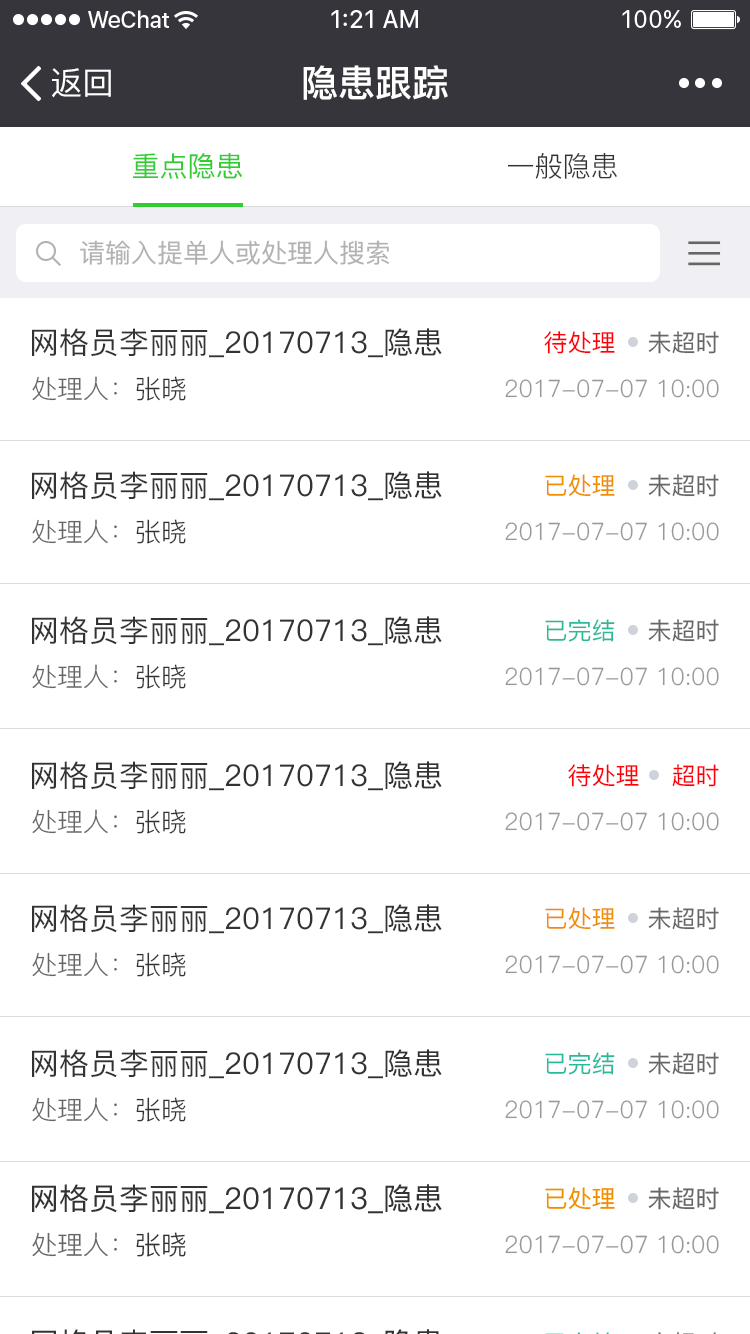 WeChat 1:21 AM 100%
返回 隐患跟踪
重点隐患 一般隐患
请输入提单人或处理人搜索
网格员李丽丽_20170713_隐患 待处理 未超时
处理人：张晓 2017-07-07 10:00
网格员李丽丽_20170713_隐患 已处理 未超时
处理人：张晓 2017-07-07 10:00
网格员李丽丽_20170713_隐患 已完结 未超时
处理人：张晓 2017-07-07 10:00
网格员李丽丽_20170713_隐患 待处理 超时
处理人：张晓 2017-07-07 10:00
网格员李丽丽_20170713_隐患 已处理 未超时
处理人：张晓 2017-07-07 10:00
网格员李丽丽_20170713_隐患 已完结 未超时
处理人：张晓 2017-07-07 10:00
网格员李丽丽_20170713_隐患 已处理 未超时
处理人：张晓 2017-07-07 10:00